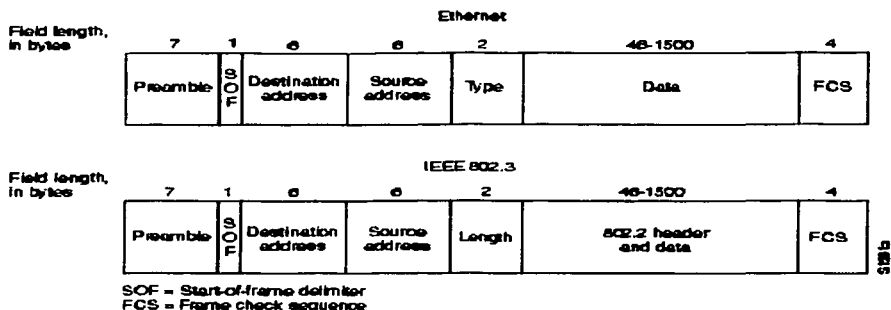 Ethernet
Field length,
in bytes
7 1 6 6 2 46-1500 4
Preamble SOF Destination address Source address Type Data FCS
IEEE 802.3
Field length,
in bytes
7 1 6 6 2 46-1500 4
Preamble SOF Destination address Source address Length 802.2 header and data FCS
SOF = Start-of-frame delimiter
FCS = Frame check sequence